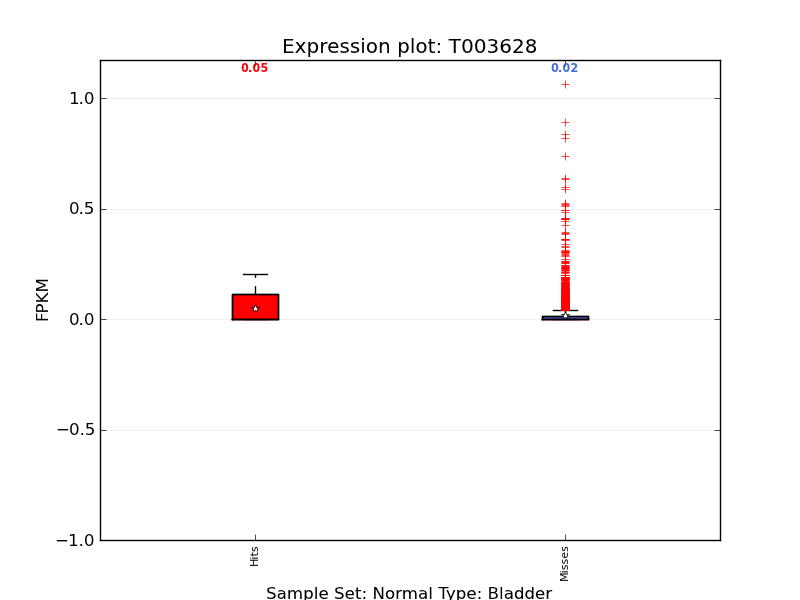 Expression plot: T003628
0.05
0.02
1.0
0.5
0.0
−0.5
−1.0
FPKM
Hits
Misses
Sample Set: Normal Type: Bladder